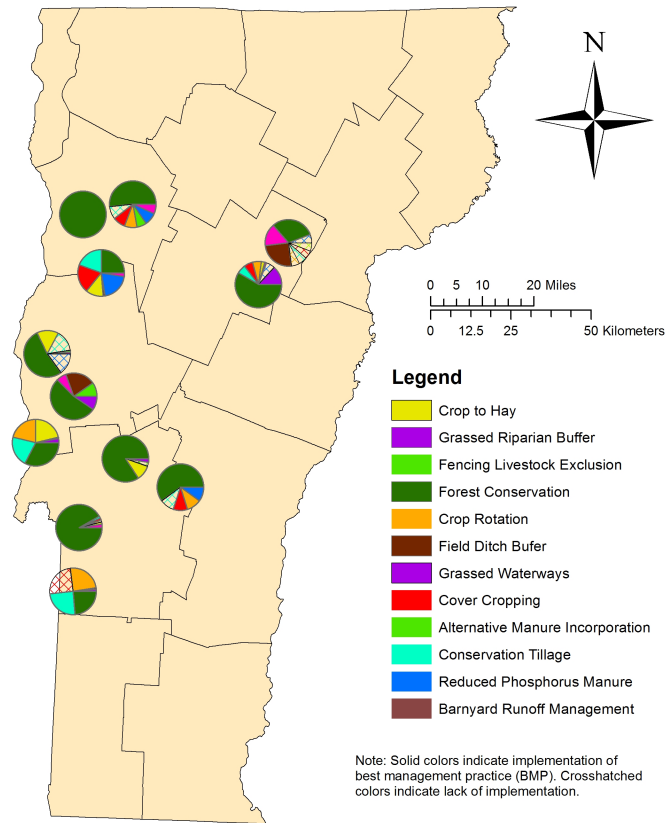 N
0 5 10 20 Miles
0 12.5 25 50 Kilometers
Legend
Crop to Hay
Grassed Riparian Buffer
Fencing Livestock Exclusion
Forest Conservation
Crop Rotation
Field Ditch Bufer
Grassed Waterways
Cover Cropping
Alternative Manure Incorporation
Conservation Tillage
Reduced Phosphorus Manure
Barnyard Runoff Management
Note: Solid colors indicate implementation of
best management practice (BMP). Crosshatched
colors indicate lack of implementation.